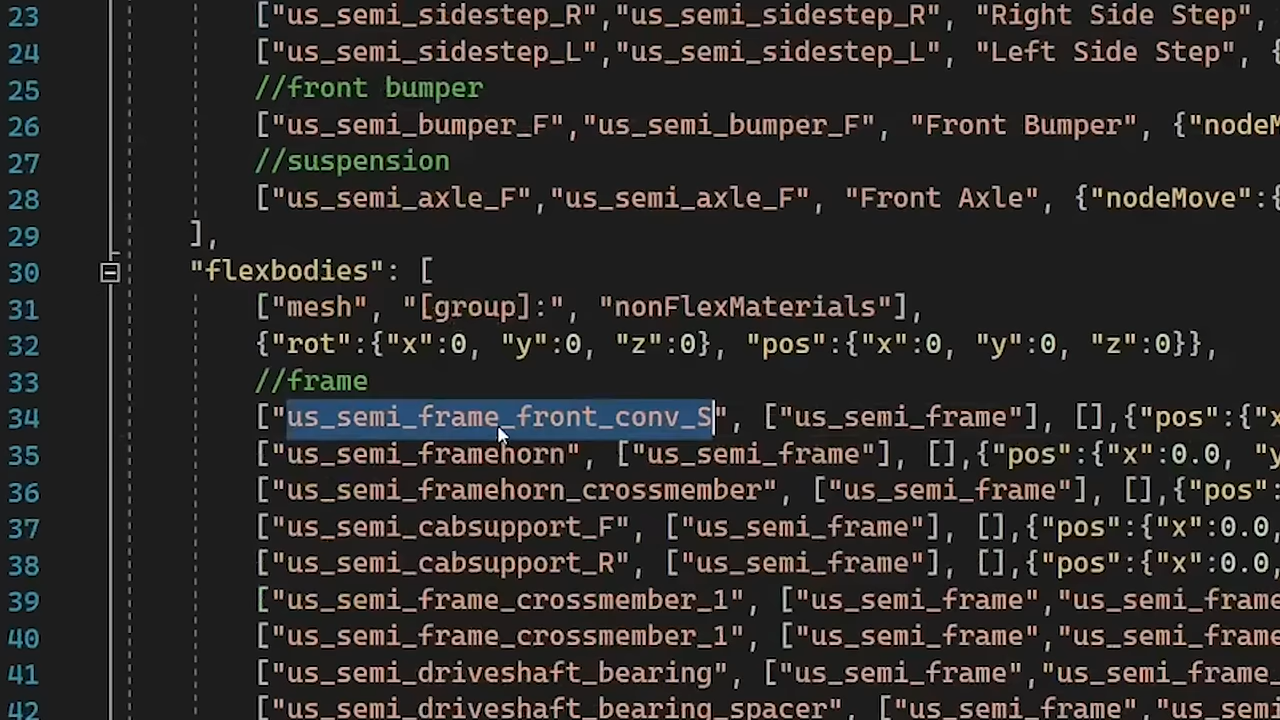 23 ["us_semi_sidestep_R","us_semi_sidestep_R", "Right Side Step",
24 ["us_semi_sidestep_L","us_semi_sidestep_L", "Left Side Step", {
25 //front bumper
26 ["us_semi_bumper_F","us_semi_bumper_F", "Front Bumper", {"nodeM
27 //suspension
28 ["us_semi_axle_F","us_semi_axle_F", "Front Axle", {"nodeMove":{
29 ],
30 "flexbodies": [
31 ["mesh", "[group]:", "nonFlexMaterials"],
32 {"rot":{"x":0, "y":0, "z":0}, "pos":{"x":0, "y":0, "z":0}},
33 //frame
34 ["us_semi_frame_front_conv_S", ["us_semi_frame"], [],{"pos":{"x
35 ["us_semi_framehorn", ["us_semi_frame"], [],{"pos":{"x":0.0, "y
36 ["us_semi_framehorn_crossmember", ["us_semi_frame"], [],{"pos":
37 ["us_semi_cabsupport_F", ["us_semi_frame"], [],{"pos":{"x":0.0,
38 ["us_semi_cabsupport_R", ["us_semi_frame"], [],{"pos":{"x":0.0,
39 ["us_semi_frame_crossmember_1", ["us_semi_frame","us_semi_frame
40 ["us_semi_frame_crossmember_1", ["us_semi_frame","us_semi_frame
41 ["us_semi_driveshaft_bearing", ["us_semi_frame","us_semi_frame_
42 ["us_semi_driveshaft_bearing_spacer", ["us_semi_frame","us_semi